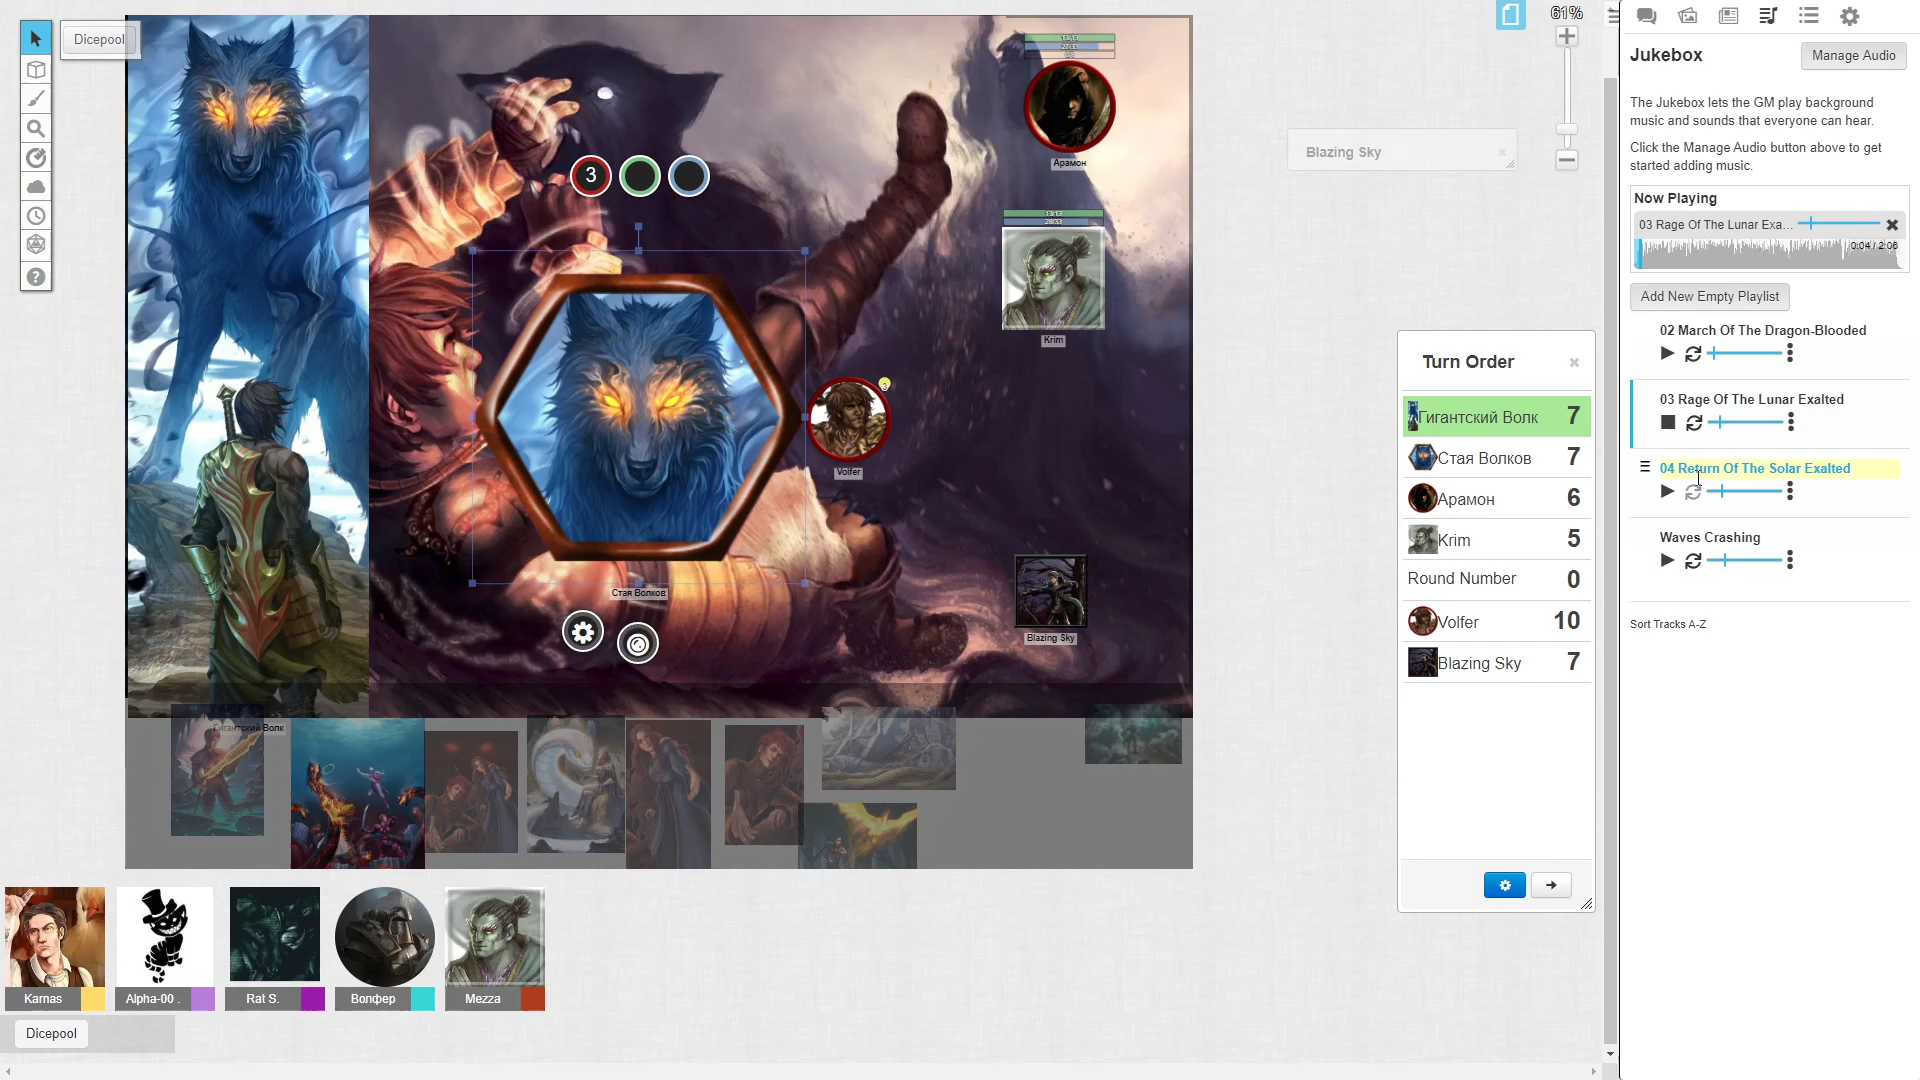 Dicepool
3
Арамон
Krim
Volfer
Стая Волков
Blazing Sky
Гигантский Волк
Karnas
Alpha-00 .
Rat S.
Волфер
Mezza
Dicepool
61%
Blazing Sky
Turn Order
Гигантский Волк 7
Стая Волков 7
Арамон 6
Krim 5
Round Number 0
Volfer 10
Blazing Sky 7
Jukebox
Manage Audio
The Jukebox lets the GM play background
music and sounds that everyone can hear.
Click the Manage Audio button above to get
started adding music.
Now Playing
03 Rage Of The Lunar Exa...
0:04 / 2:06
Add New Empty Playlist
02 March Of The Dragon-Blooded
03 Rage Of The Lunar Exalted
04 Return Of The Solar Exalted
Waves Crashing
Sort Tracks A-Z